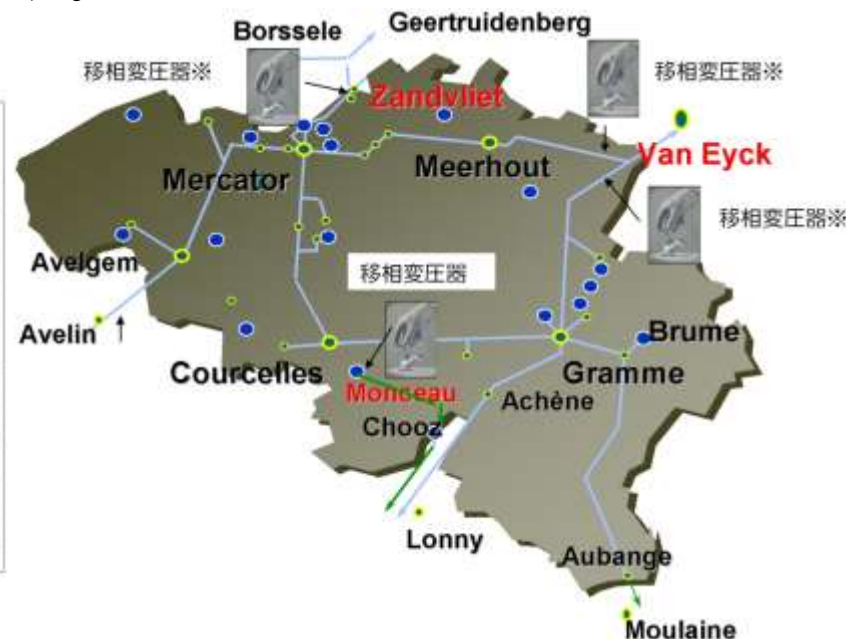 Borssele
Geertruidenberg
移相変圧器※
移相変圧器※
Zandvliet
Van Eyck
Meerhout
Mercator
移相変圧器※
Avelgem
移相変圧器
Avelin
Brume
Courcelles
Gramme
Monceau
Achène
Chooz
Lonny
Aubange
Moulaine